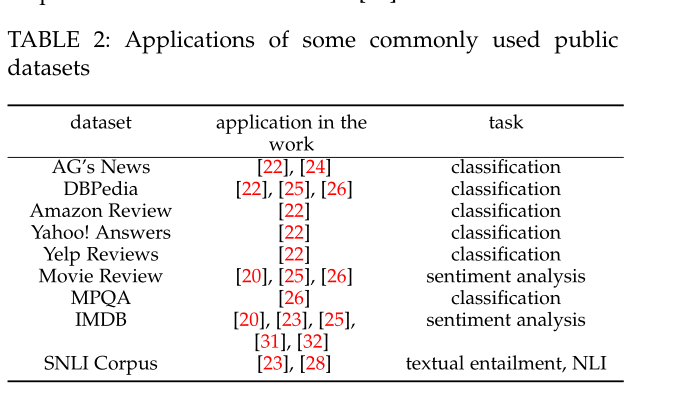 TABLE 2: Applications of some commonly used public
datasets
dataset application in the work task
AG's News [22], [24] classification
DBPedia [22], [25], [26] classification
Amazon Review [22] classification
Yahoo! Answers [22] classification
Yelp Reviews [22] classification
Movie Review [20], [25], [26] sentiment analysis
MPQA [26] classification
IMDB [20], [23], [25], sentiment analysis
[31], [32]
SNLI Corpus [23], [28] textual entailment, NLI